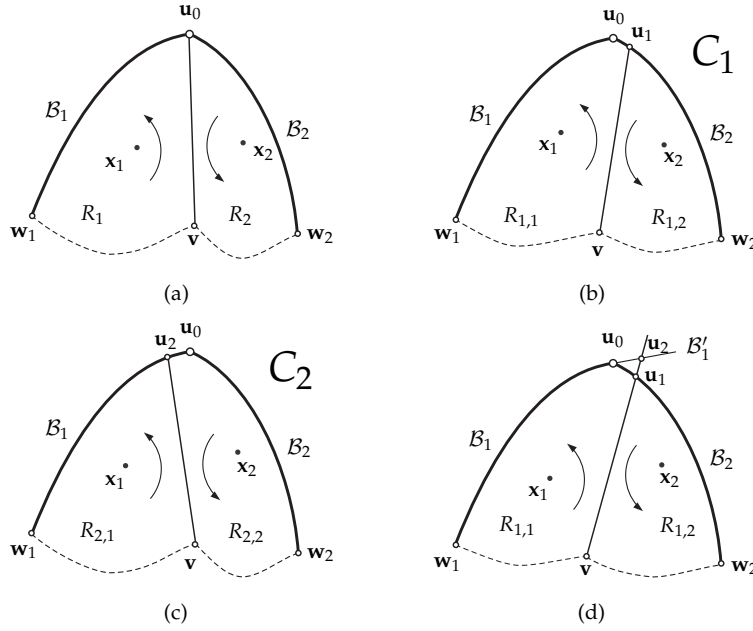 u₀
B₁
B₂
x₁
x₂
R₁
R₂
w₁
v
w₂
(a)
u₀
u₁
C₁
B₁
B₂
x₁
x₂
R₁,₁
R₁,₂
w₁
v
w₂
(b)
u₂
u₀
C₂
B₁
B₂
x₁
x₂
R₂,₁
R₂,₂
w₁
v
w₂
(c)
u₀
u₂
B′₁
u₁
B₁
B₂
x₁
x₂
R₁,₁
R₁,₂
w₁
v
w₂
(d)